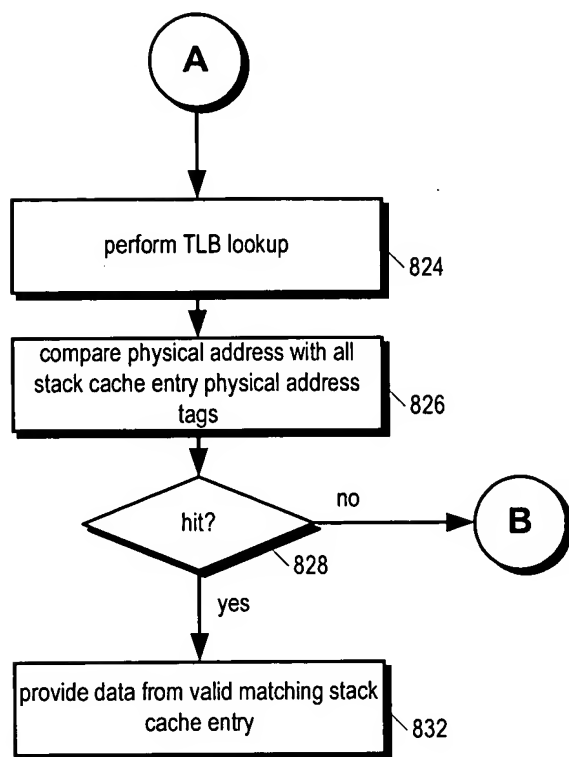 A
perform TLB lookup
824
compare physical address with all
stack cache entry physical address
tags
826
hit?
no
B
828
yes
provide data from valid matching stack
cache entry
832